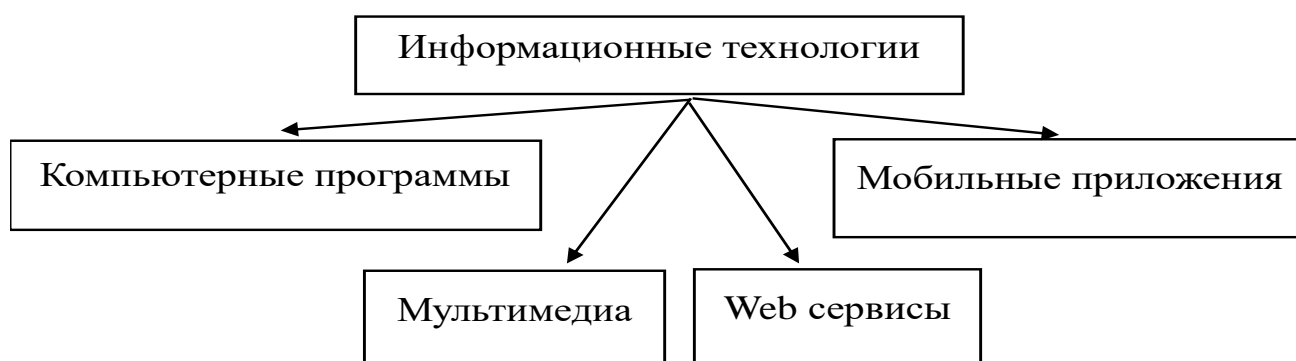 Информационные технологии
Компьютерные программы
Мобильные приложения
Мультимедиа
Web сервисы